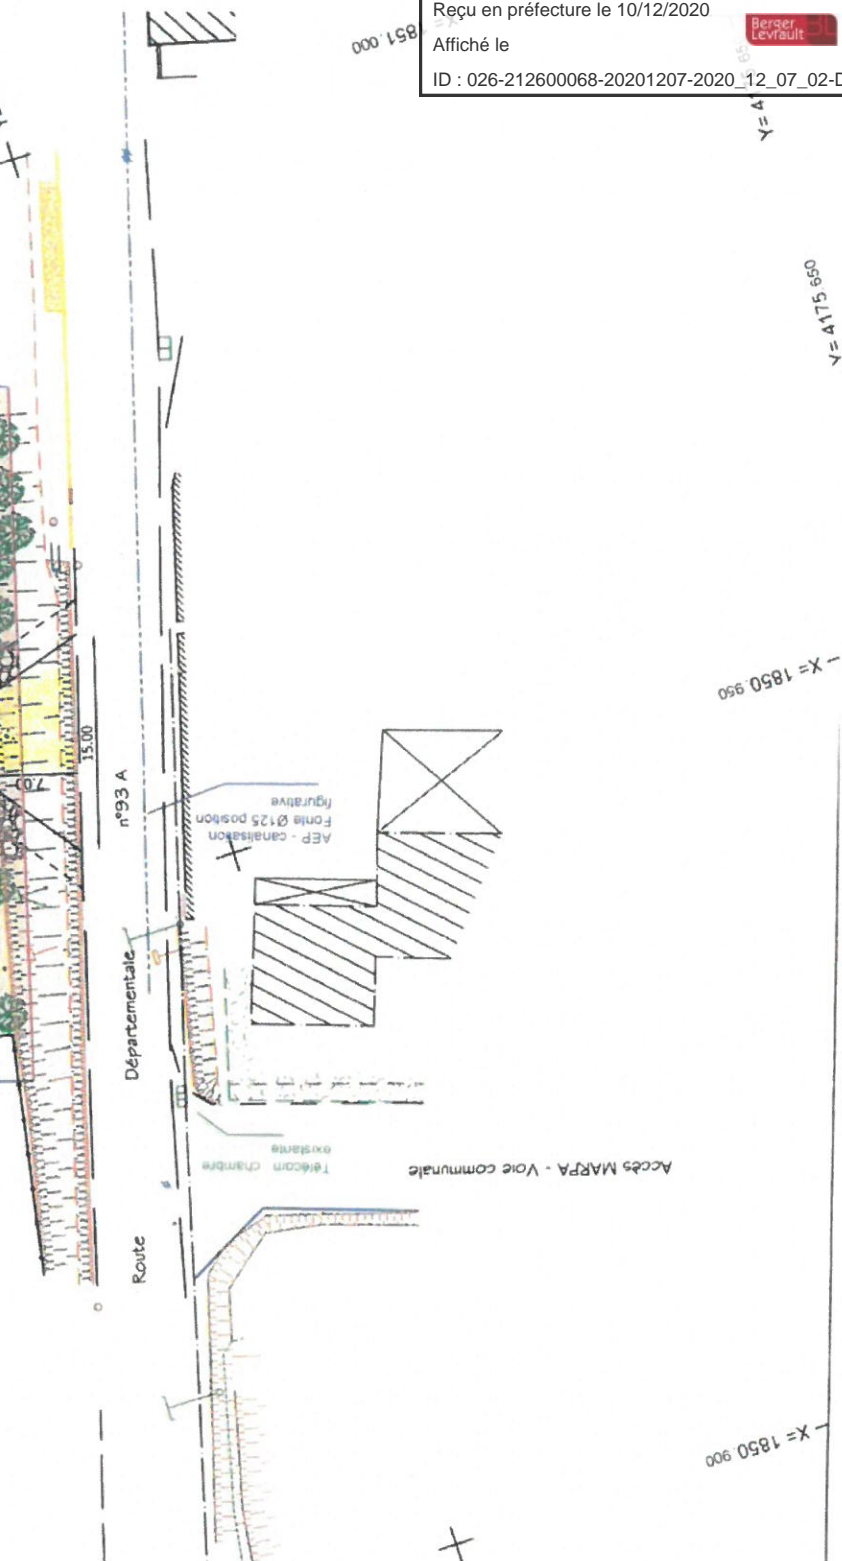 Reçu en préfecture le 10/12/2020
Affiché le
ID : 026-212600068-20201207-2020_12_07_02-D
Berger
Levrault
X= 1851.000
Y= 4175.650
X= 1850.950
15.00
7.00
n°93 A
AEP - canalisation
Fonte Ø125 position
figurative
Départementale
Télécom chambre
existante
Accès MARPA - Voie communale
Route
X= 1850.900